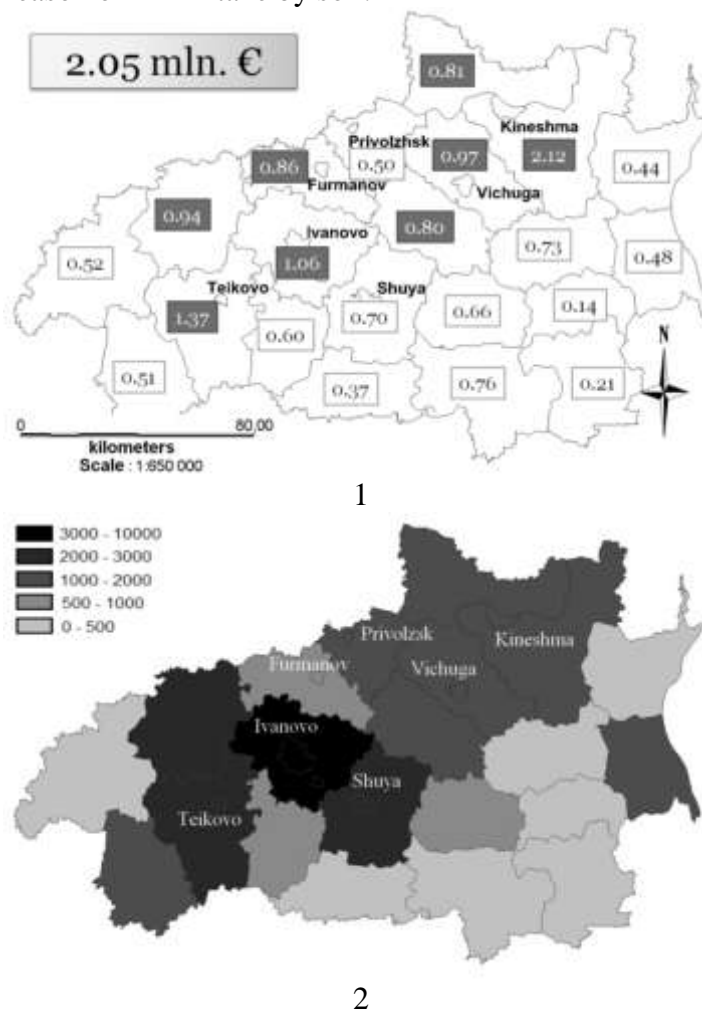 2.05 mln. €
0.81
Kineshma
Privolzhsk
0.86
0.50
0.97
2.12
0.44
Furmanov
Vichuga
0.94
Ivanovo
0.80
0.52
1.06
0.73
0.48
Teikovo
Shuya
1.37
0.60
0.70
0.66
0.14
N
0.51
0.37
0.76
0.21
0 80,00
kilometers
Scale : 1:650 000
1
3000 - 10000
2000 - 3000
1000 - 2000
500 - 1000
0 - 500
Privolzsk
Kineshma
Furmanov
Vichuga
Ivanovo
Shuya
Teikovo
2